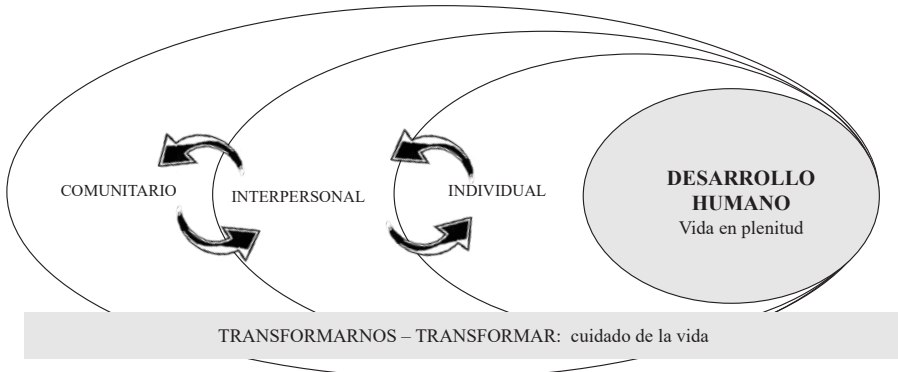 COMUNITARIO
INTERPERSONAL
INDIVIDUAL
DESARROLLO
HUMANO
Vida en plenitud
TRANSFORMARNOS – TRANSFORMAR: cuidado de la vida